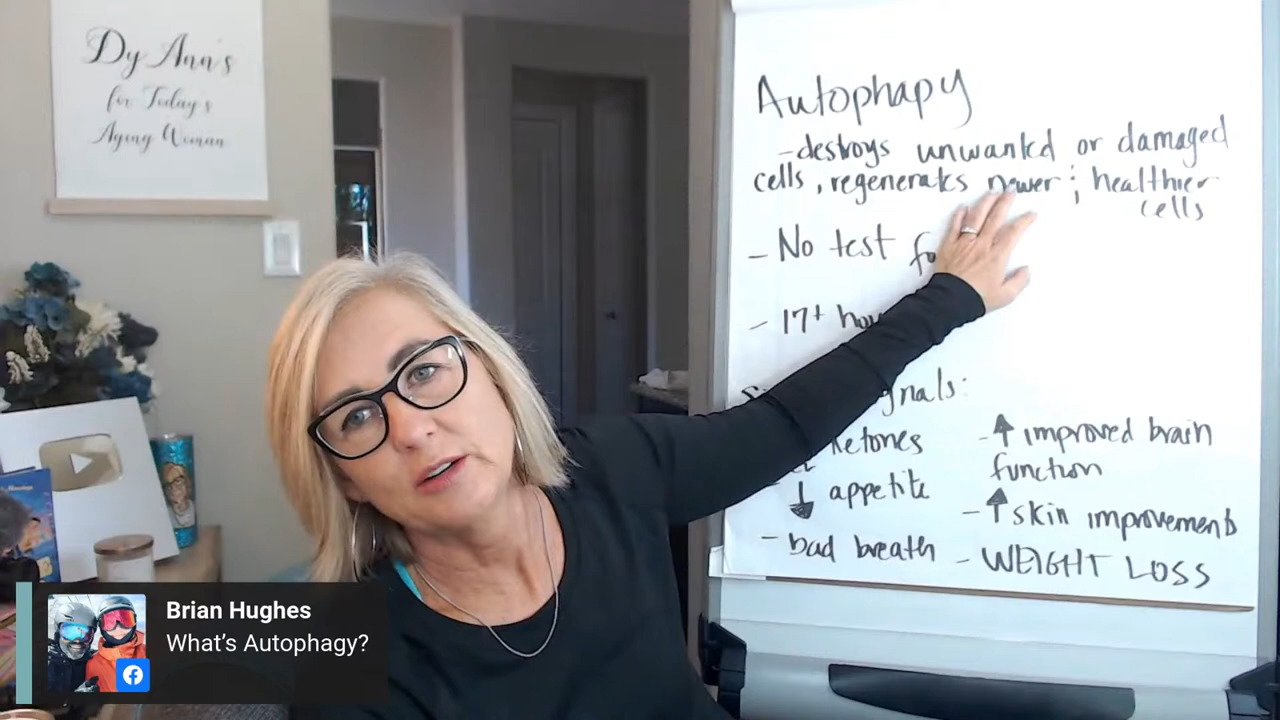 Dy Ann's
for Today's
Aging Woman
Autophapy
- destroys unwanted or damaged
cells, regenerates newer ; healthier
cells
- No test
- 17+
- ↑ improved brain
ketones
function
↓ appetite
- ↑ skin improvements
- bad breath
- WEIGHT LOSS
Brian Hughes
What's Autophagy?